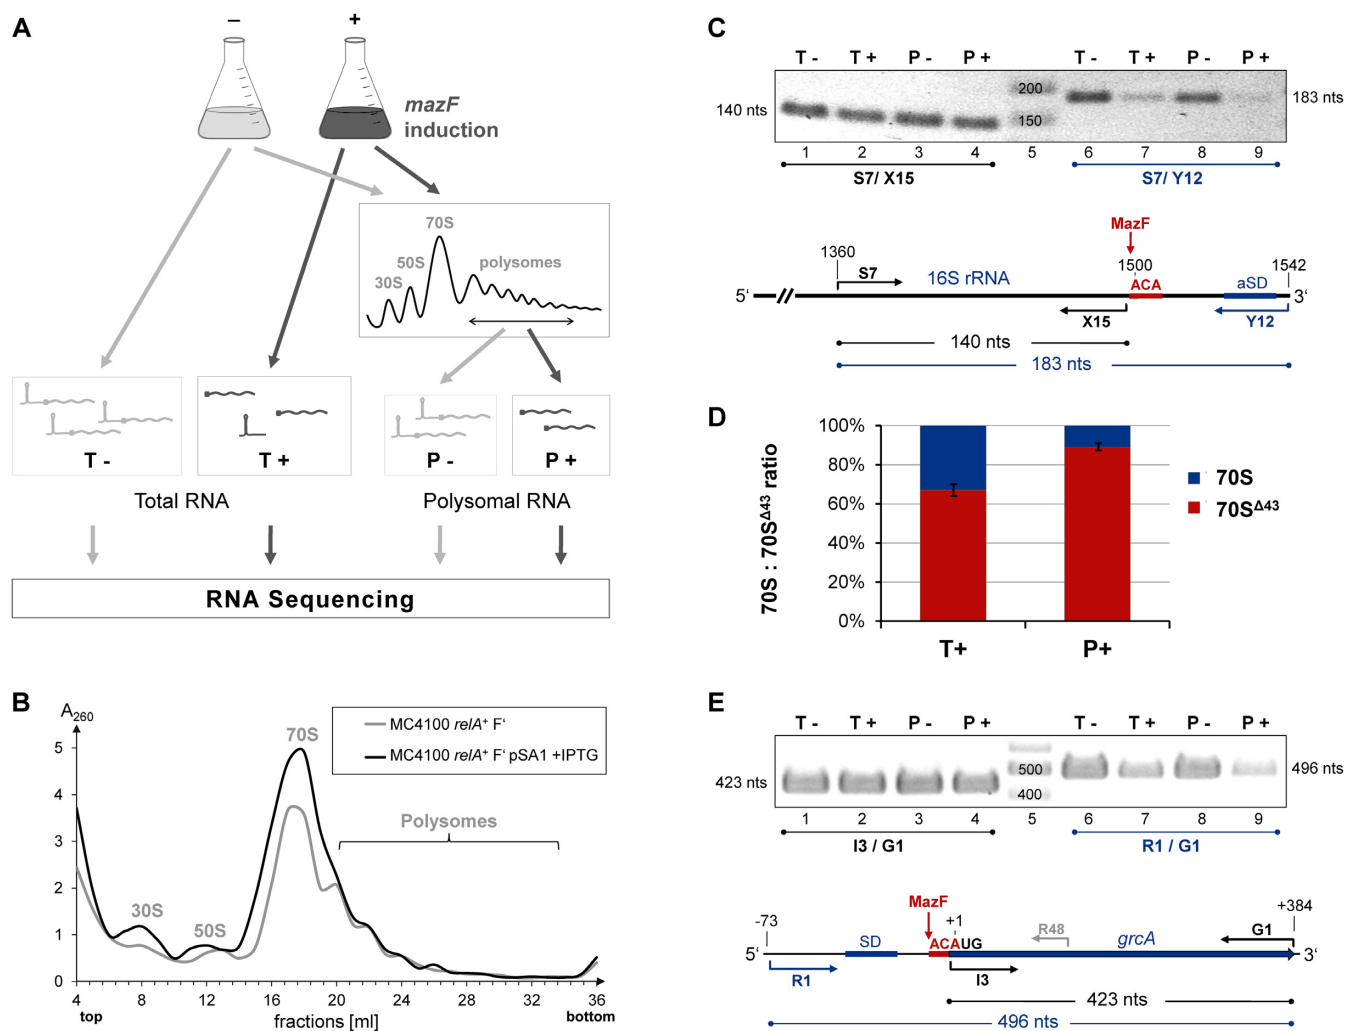 A
–
+
mazF
induction
70S
50S
30S
polysomes
T -
T +
P -
P +
Total RNA
Polysomal RNA
RNA Sequencing
B
A260
MC4100 relA+ F‘
MC4100 relA+ F‘ pSA1 +IPTG
70S
Polysomes
30S
50S
5
4
3
2
1
0
4 8 12 16 20 24 28 32 36
top
fractions [ml]
bottom
C
T - T + P - P + T - T + P - P +
140 nts
200
150
183 nts
1 2 3 4 5 6 7 8 9
S7/ X15
S7/ Y12
MazF
1360
1500
1542
S7
16S rRNA
ACA
aSD
5‘
3‘
X15
Y12
140 nts
183 nts
D
70S : 70SΔ43 ratio
100%
80%
60%
40%
20%
0%
T+
P+
70S
70SΔ43
E
T - T + P - P + T - T + P - P +
423 nts
500
400
496 nts
1 2 3 4 5 6 7 8 9
I3 / G1
R1 / G1
MazF
-73
+1
+384
SD
ACAUG
R48
grcA
G1
5‘
3‘
R1
I3
423 nts
496 nts